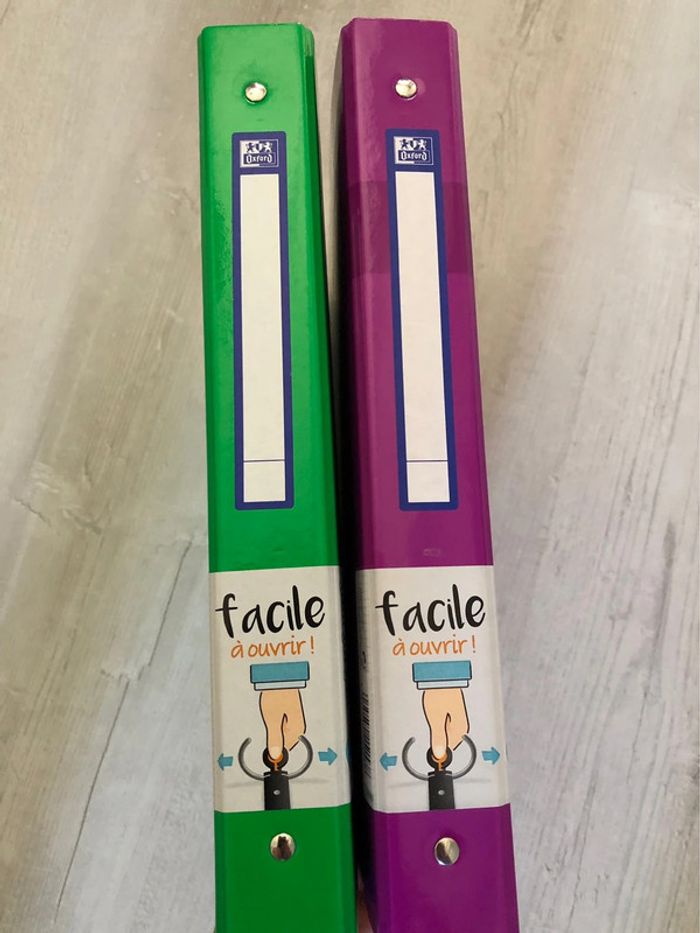 Oxford
facile
à ouvrir !
Oxford
facile
à ouvrir !